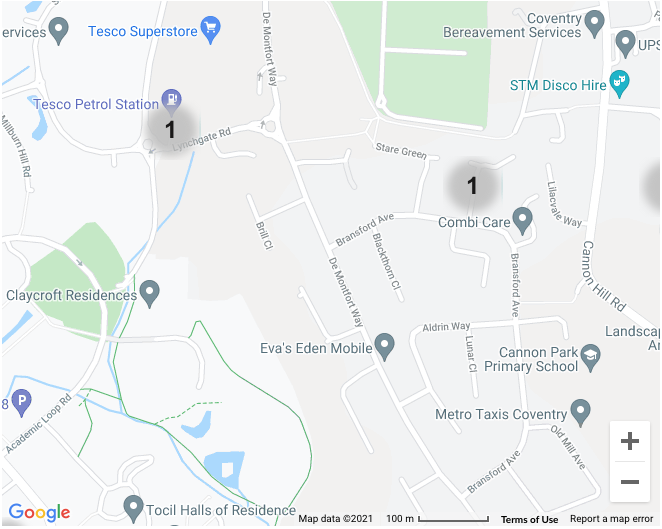 Coventry
Bereavement Services
ervices
Tesco Superstore
De Montfort Way
UPS
STM Disco Hire
Tesco Petrol Station
1
Lynchgate Rd
Milburn Hill Rd
Stare Green
1
Lilacvale Way
Bransford Ave
Combi Care
Brill Cl
Blackthorn Cl
De Montfort Way
Bransford Ave
Cannon Hill Rd
Claycroft Residences
Aldrin Way
Landscap
Ar
Eva's Eden Mobile
Lunar Cl
Cannon Park
Primary School
8
P
Academic Loop Rd
Metro Taxis Coventry
Old Mill Ave
Bransford Ave
+
−
Google
Tocil Halls of Residence
Map data ©2021
100 m
Terms of Use
Report a map error